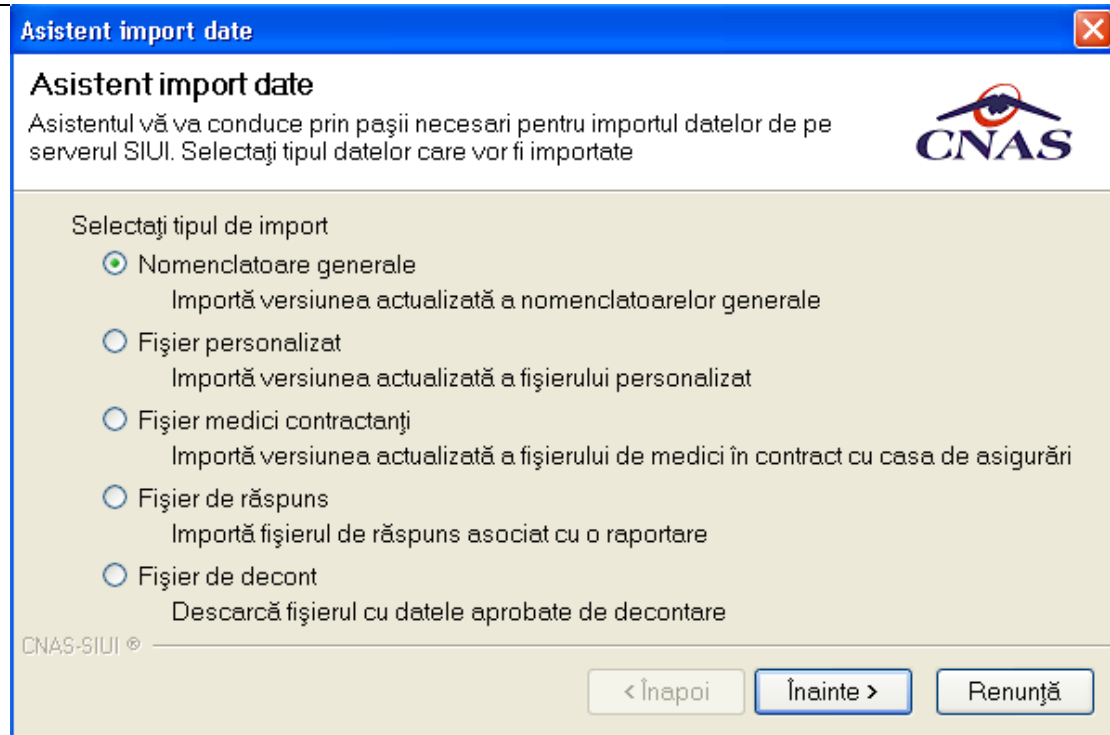 Asistent import date
Asistent import date
Asistentul vă va conduce prin paşii necesari pentru importul datelor de pe
serverul SIUI. Selectaţi tipul datelor care vor fi importate
CNAS
Selectaţi tipul de import
Nomenclatoare generale
Importă versiunea actualizată a nomenclatoarelor generale
Fişier personalizat
Importă versiunea actualizată a fişierului personalizat
Fişier medici contractanţi
Importă versiunea actualizată a fişierului de medici în contract cu casa de asigurări
Fişier de răspuns
Importă fişierul de răspuns asociat cu o raportare
Fişier de decont
Descarcă fişierul cu datele aprobate de decontare
CNAS-SIUI ®
< Înapoi
Înainte >
Renunţă